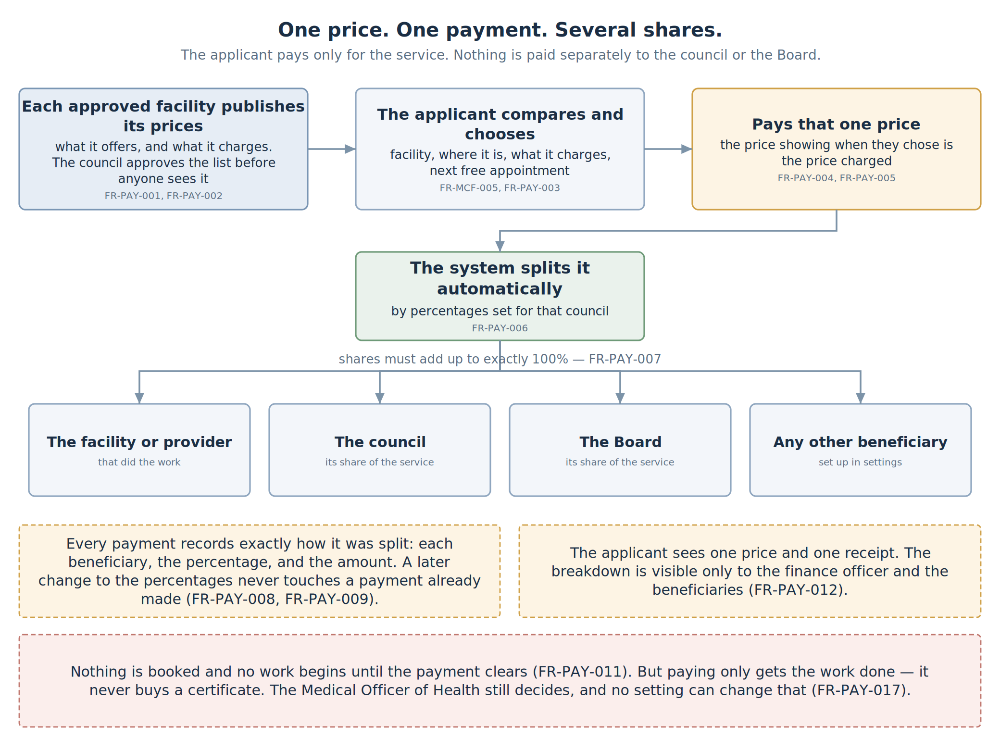 One price. One payment. Several shares.
The applicant pays only for the service. Nothing is paid separately to the council or the Board.
Each approved facility publishes
its prices
what it offers, and what it charges.
The council approves the list before
anyone sees it
FR-PAY-001, FR-PAY-002
The applicant compares and
chooses
facility, where it is, what it charges,
next free appointment
FR-MCF-005, FR-PAY-003
Pays that one price
the price showing when they chose is
the price charged
FR-PAY-004, FR-PAY-005
The system splits it
automatically
by percentages set for that council
FR-PAY-006
shares must add up to exactly 100% — FR-PAY-007
The facility or provider
that did the work
The council
its share of the service
The Board
its share of the service
Any other beneficiary
set up in settings
Every payment records exactly how it was split: each
beneficiary, the percentage, and the amount. A later
change to the percentages never touches a payment already
made (FR-PAY-008, FR-PAY-009).
The applicant sees one price and one receipt. The
breakdown is visible only to the finance officer and the
beneficiaries (FR-PAY-012).
Nothing is booked and no work begins until the payment clears (FR-PAY-011). But paying only gets the work done — it
never buys a certificate. The Medical Officer of Health still decides, and no setting can change that (FR-PAY-017).